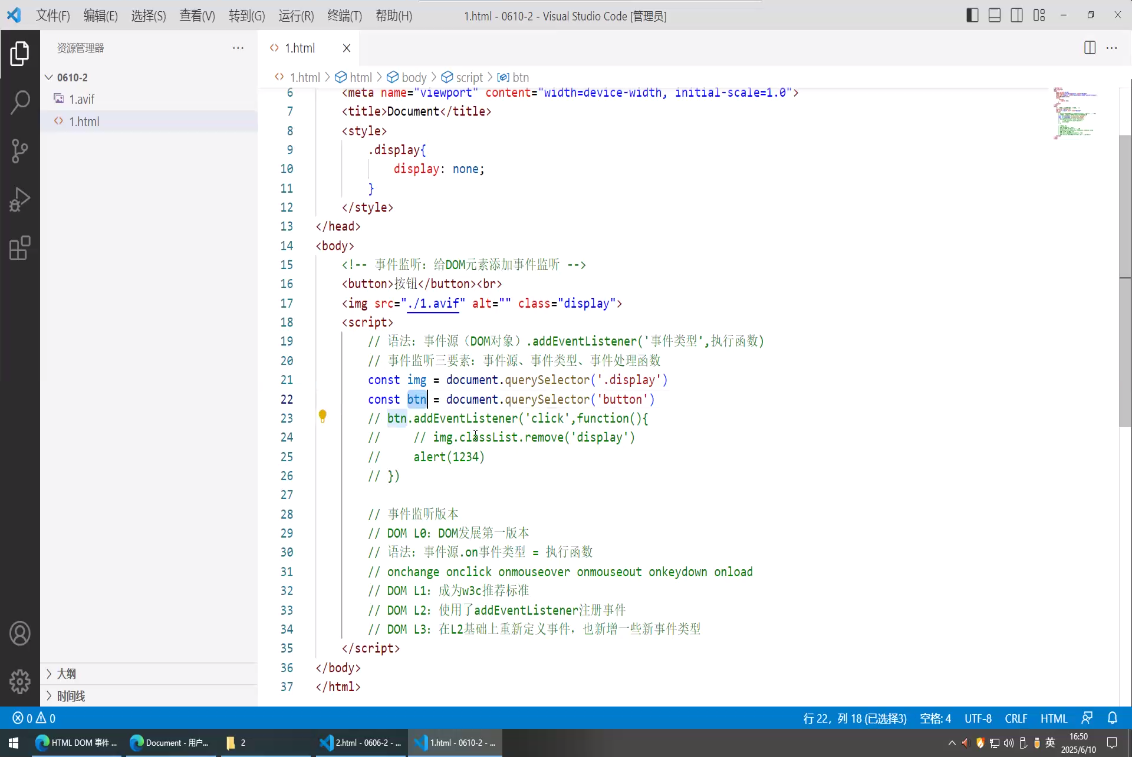 文件(F) 编辑(E) 选择(S) 查看(V) 转到(G) 运行(R) 终端(T) 帮助(H) 1.html - 0610-2 - Visual Studio Code [管理员]
资源管理器 ···
0610-2
1.avif
1.html
大纲
时间线
<> 1.html ×
<> 1.html > html > body > script > btn
6 <meta name="viewport" content="width=device-width, initial-scale=1.0">
7 <title>Document</title>
8 <style>
9 .display{
10 display: none;
11 }
12 </style>
13 </head>
14 <body>
15 <!-- 事件监听：给DOM元素添加事件监听 -->
16 <button>按钮</button><br>
17 <img src="./1.avif" alt="" class="display">
18 <script>
19 // 语法：事件源（DOM对象）.addEventListener('事件类型',执行函数)
20 // 事件监听三要素：事件源、事件类型、事件处理函数
21 const img = document.querySelector('.display')
22 const btn = document.querySelector('button')
23 // btn.addEventListener('click',function(){
24 // // img.classList.remove('display')
25 // alert(1234)
26 // })
27
28 // 事件监听版本
29 // DOM L0：DOM发展第一版本
30 // 语法：事件源.on事件类型 = 执行函数
31 // onchange onclick onmouseover onmouseout onkeydown onload
32 // DOM L1：成为w3c推荐标准
33 // DOM L2：使用了addEventListener注册事件
34 // DOM L3：在L2基础上重新定义事件，也新增一些新事件类型
35 </script>
36 </body>
37 </html>
0 0 行 22，列 18 (已选择3) 空格: 4 UTF-8 CRLF HTML
HTML DOM 事件 ... Document - 用户... 2 2.html - 0606-2 - ... 1.html - 0610-2 - ... 英 16:50
2025/6/10